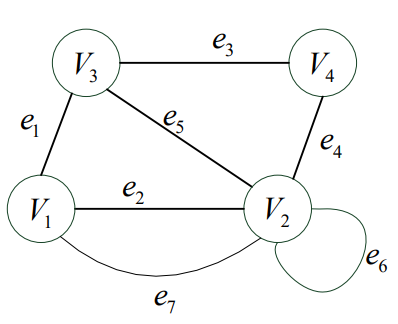 e₃
V₃
V₄
e₁
e₅
e₄
e₂
V₁
V₂
e₆
e₇